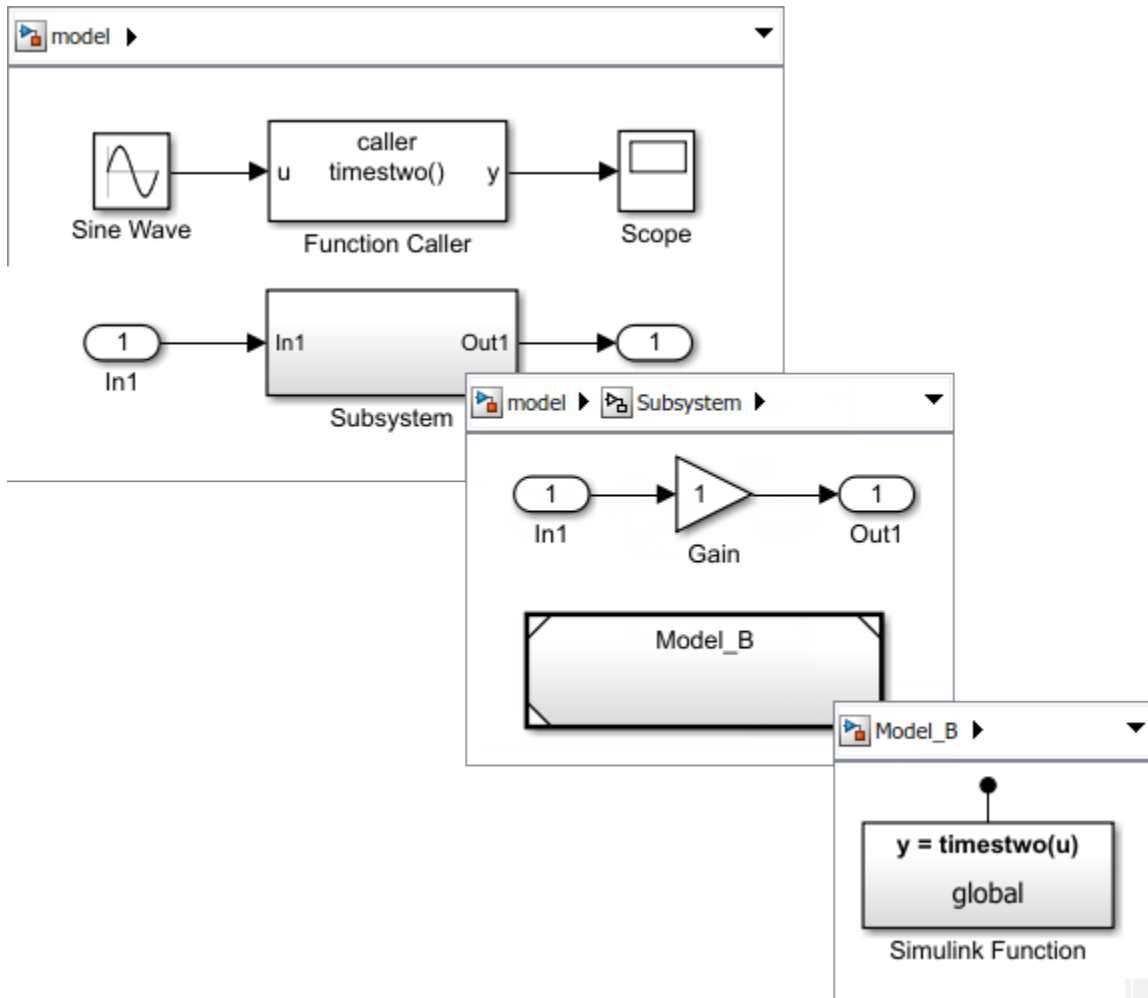 model
caller
timestwo()
u
y
Sine Wave
Function Caller
Scope
1
In1
Out1
1
In1
Subsystem
model Subsystem
1
1
1
In1
Gain
Out1
Model_B
Model_B
y = timestwo(u)
global
Simulink Function